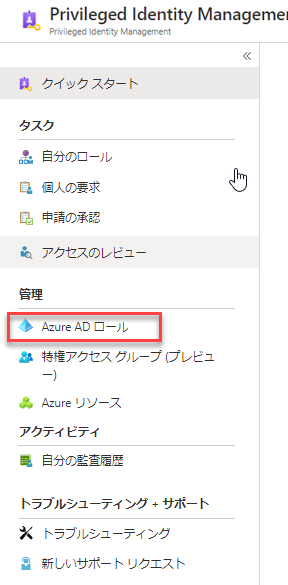 Privileged Identity Management
Privileged Identity Management
«
クイック スタート
タスク
自分のロール
個人の要求
申請の承認
アクセスのレビュー
管理
Azure AD ロール
特権アクセス グループ (プレビュ
ー)
Azure リソース
アクティビティ
自分の監査履歴
トラブルシューティング + サポート
トラブルシューティング
新しいサポート リクエスト